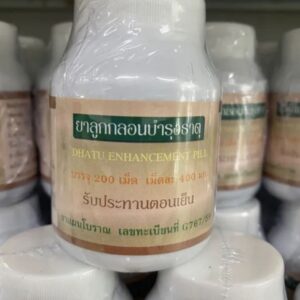 ยาลูกกลอนบำรุงธาตุ
DHATU ENHANCEMENT PILL
บรรจุ 200 เม็ด เม็ดละ 400 มก.
รับประทานตอนเย็น
ยาแผนโบราณ เลขทะเบียนที่ G767/